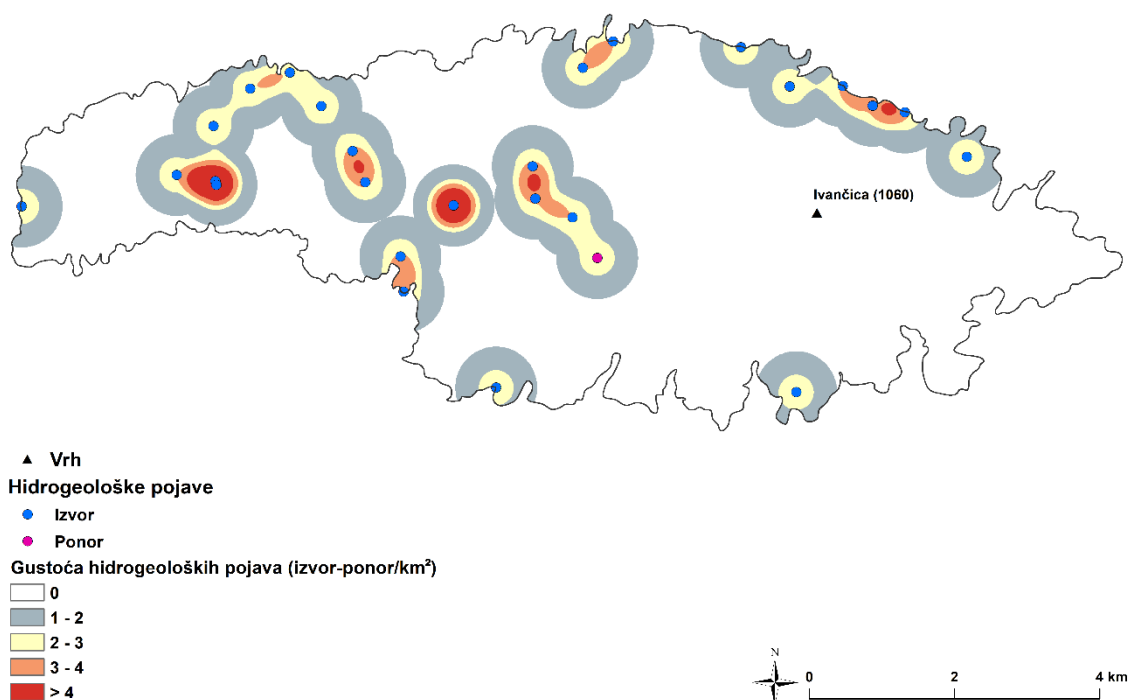 Ivančica (1060)
Vrh
Hidrogeološke pojave
Izvor
Ponor
Gustoća hidrogeoloških pojava (izvor-ponor/km²)
0
1 - 2
2 - 3
3 - 4
> 4
N
0 2 4 km